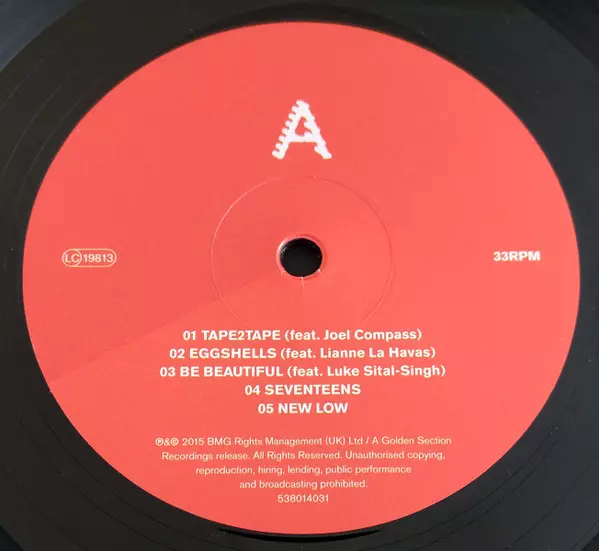 A
LC 19813
33RPM
01 TAPE2TAPE (feat. Joel Compass)
02 EGGSHELLS (feat. Lianne La Havas)
03 BE BEAUTIFUL (feat. Luke Sital-Singh)
04 SEVENTEENS
05 NEW LOW
℗&© 2015 BMG Rights Management (UK) Ltd / A Golden Section
Recordings release. All Rights Reserved. Unauthorised copying,
reproduction, hiring, lending, public performance
and broadcasting prohibited.
538014031